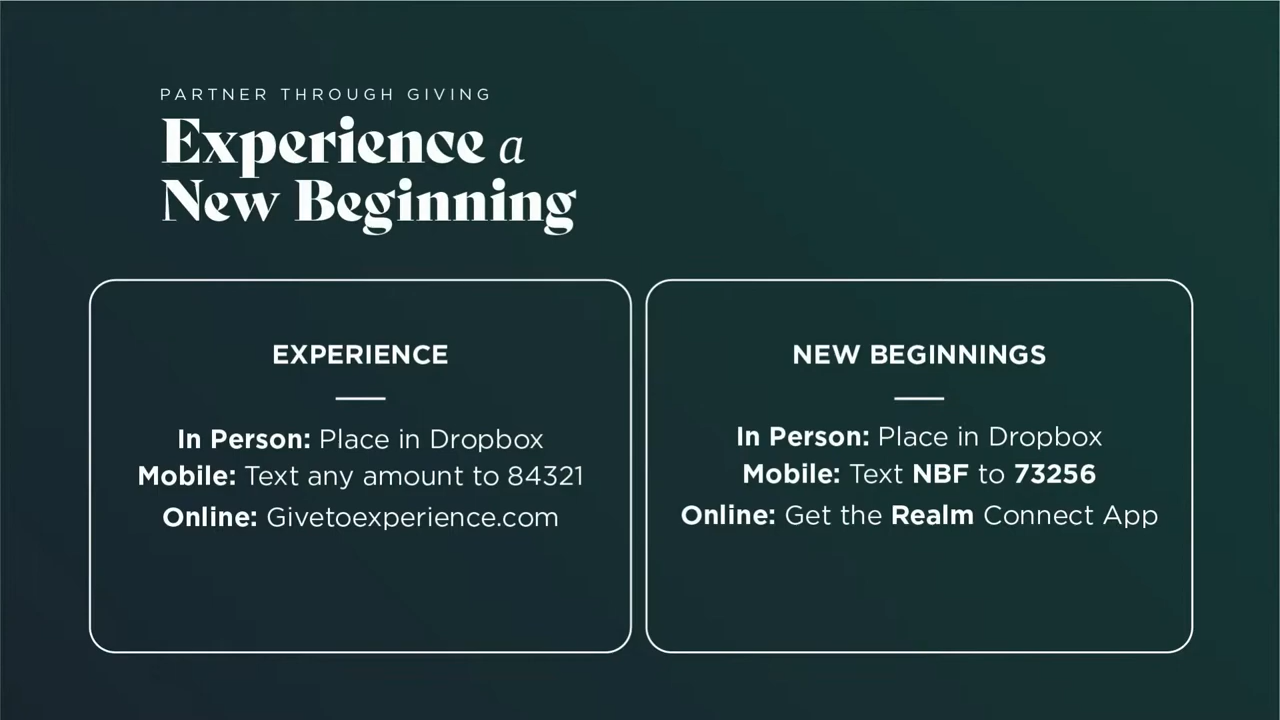 PARTNER THROUGH GIVING
Experience a
New Beginning
EXPERIENCE
In Person: Place in Dropbox
Mobile: Text any amount to 84321
Online: Givetoexperience.com
NEW BEGINNINGS
In Person: Place in Dropbox
Mobile: Text NBF to 73256
Online: Get the Realm Connect App